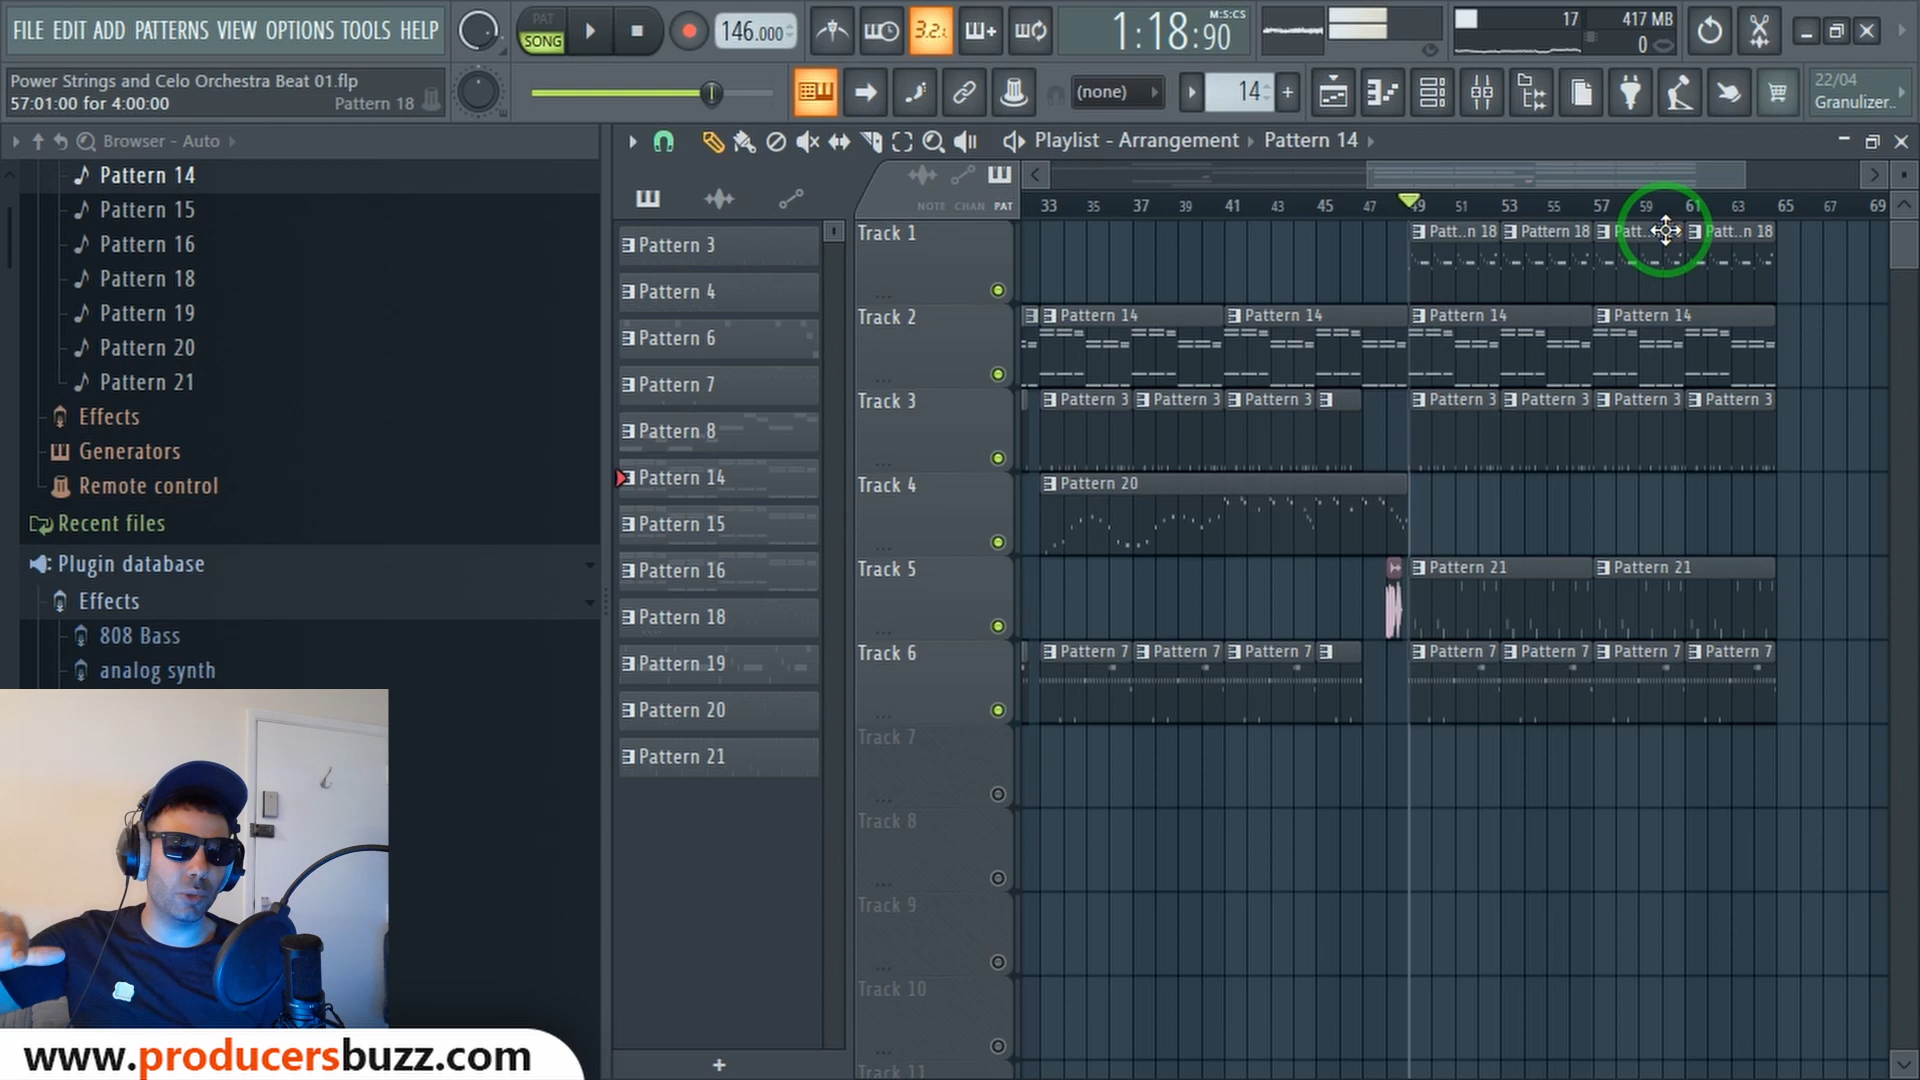 FILE EDIT ADD PATTERNS VIEW OPTIONS TOOLS HELP
PAT
SONG
146.000
3.2.1
1:18:90
M:S:CS
17
417 MB
0
Power Strings and Celo Orchestra Beat 01.flp
57:01:00 for 4:00:00
Pattern 18
(none)
14
22/04
Granulizer..
Browser - Auto
Playlist - Arrangement
Pattern 14
NOTE CHAN PAT
33 35 37 39 41 43 45 47 49 51 53 55 57 59 61 63 65 67 69
Pattern 14
Pattern 15
Pattern 16
Pattern 18
Pattern 19
Pattern 20
Pattern 21
Effects
Generators
Remote control
Recent files
Plugin database
Effects
808 Bass
analog synth
Pattern 3
Pattern 4
Pattern 6
Pattern 7
Pattern 8
Pattern 14
Pattern 15
Pattern 16
Pattern 18
Pattern 19
Pattern 20
Pattern 21
Track 1
Patt..n 18
Pattern 18
Patt..
Patt..n 18
Track 2
Pattern 14
Pattern 14
Pattern 14
Pattern 14
Track 3
Pattern 3
Pattern 3
Pattern 3
Pattern 3
Pattern 3
Pattern 3
Pattern 3
Track 4
Pattern 20
Track 5
Pattern 21
Pattern 21
Track 6
Pattern 7
Pattern 7
Pattern 7
Pattern 7
Pattern 7
Pattern 7
Pattern 7
Track 7
Track 8
Track 9
Track 10
Track 11
www.producersbuzz.com